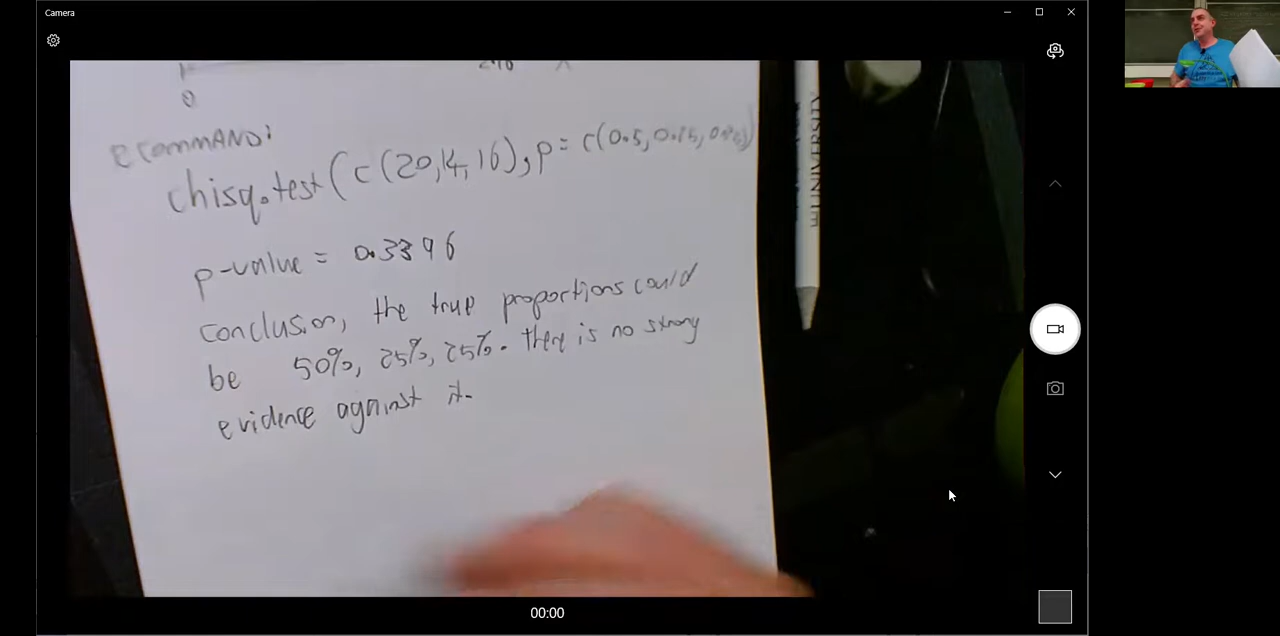 Camera
0
R COMMAND:
chisq.test(c(20,14,16),p=c(0.5,0.25,0.25))
p-value = 0.3396
conclusion, the true proportions could
be 50%, 25%, 25%. there is no strong
evidence against it.
00:00